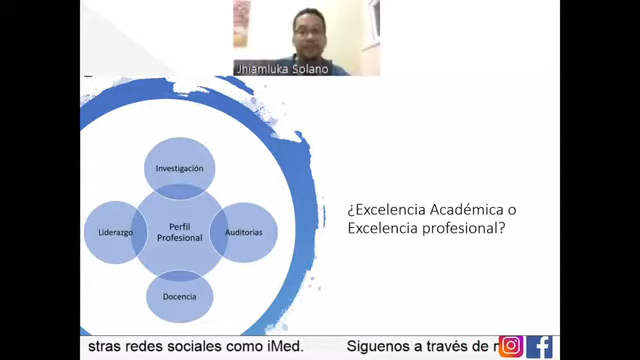 Jhiamluka Solano
Investigación
Liderazgo
Perfil
Profesional
Auditorias
Docencia
¿Excelencia Académica o
Excelencia profesional?
stras redes sociales como iMed.
Siguenos a través de